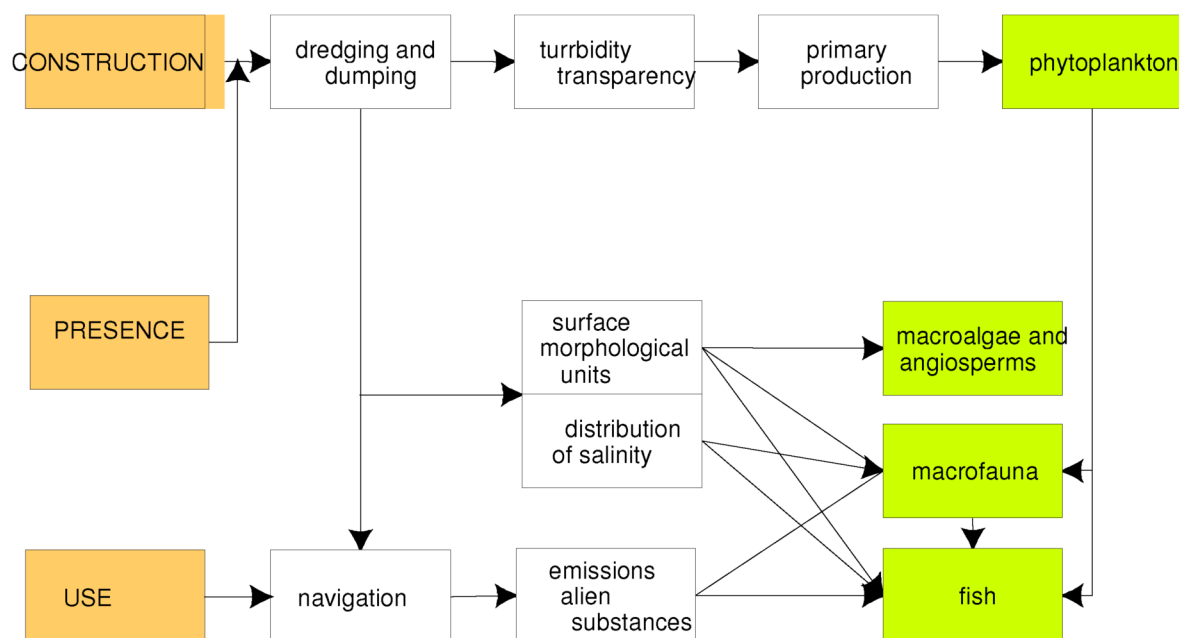 CONSTRUCTION
dredging and
dumping
turrbidity
transparency
primary
production
phytoplankton
PRESENCE
surface
morphological
units
macroalgae and
angiosperms
distribution
of salinity
macrofauna
USE
navigation
emissions
alien
substances
fish